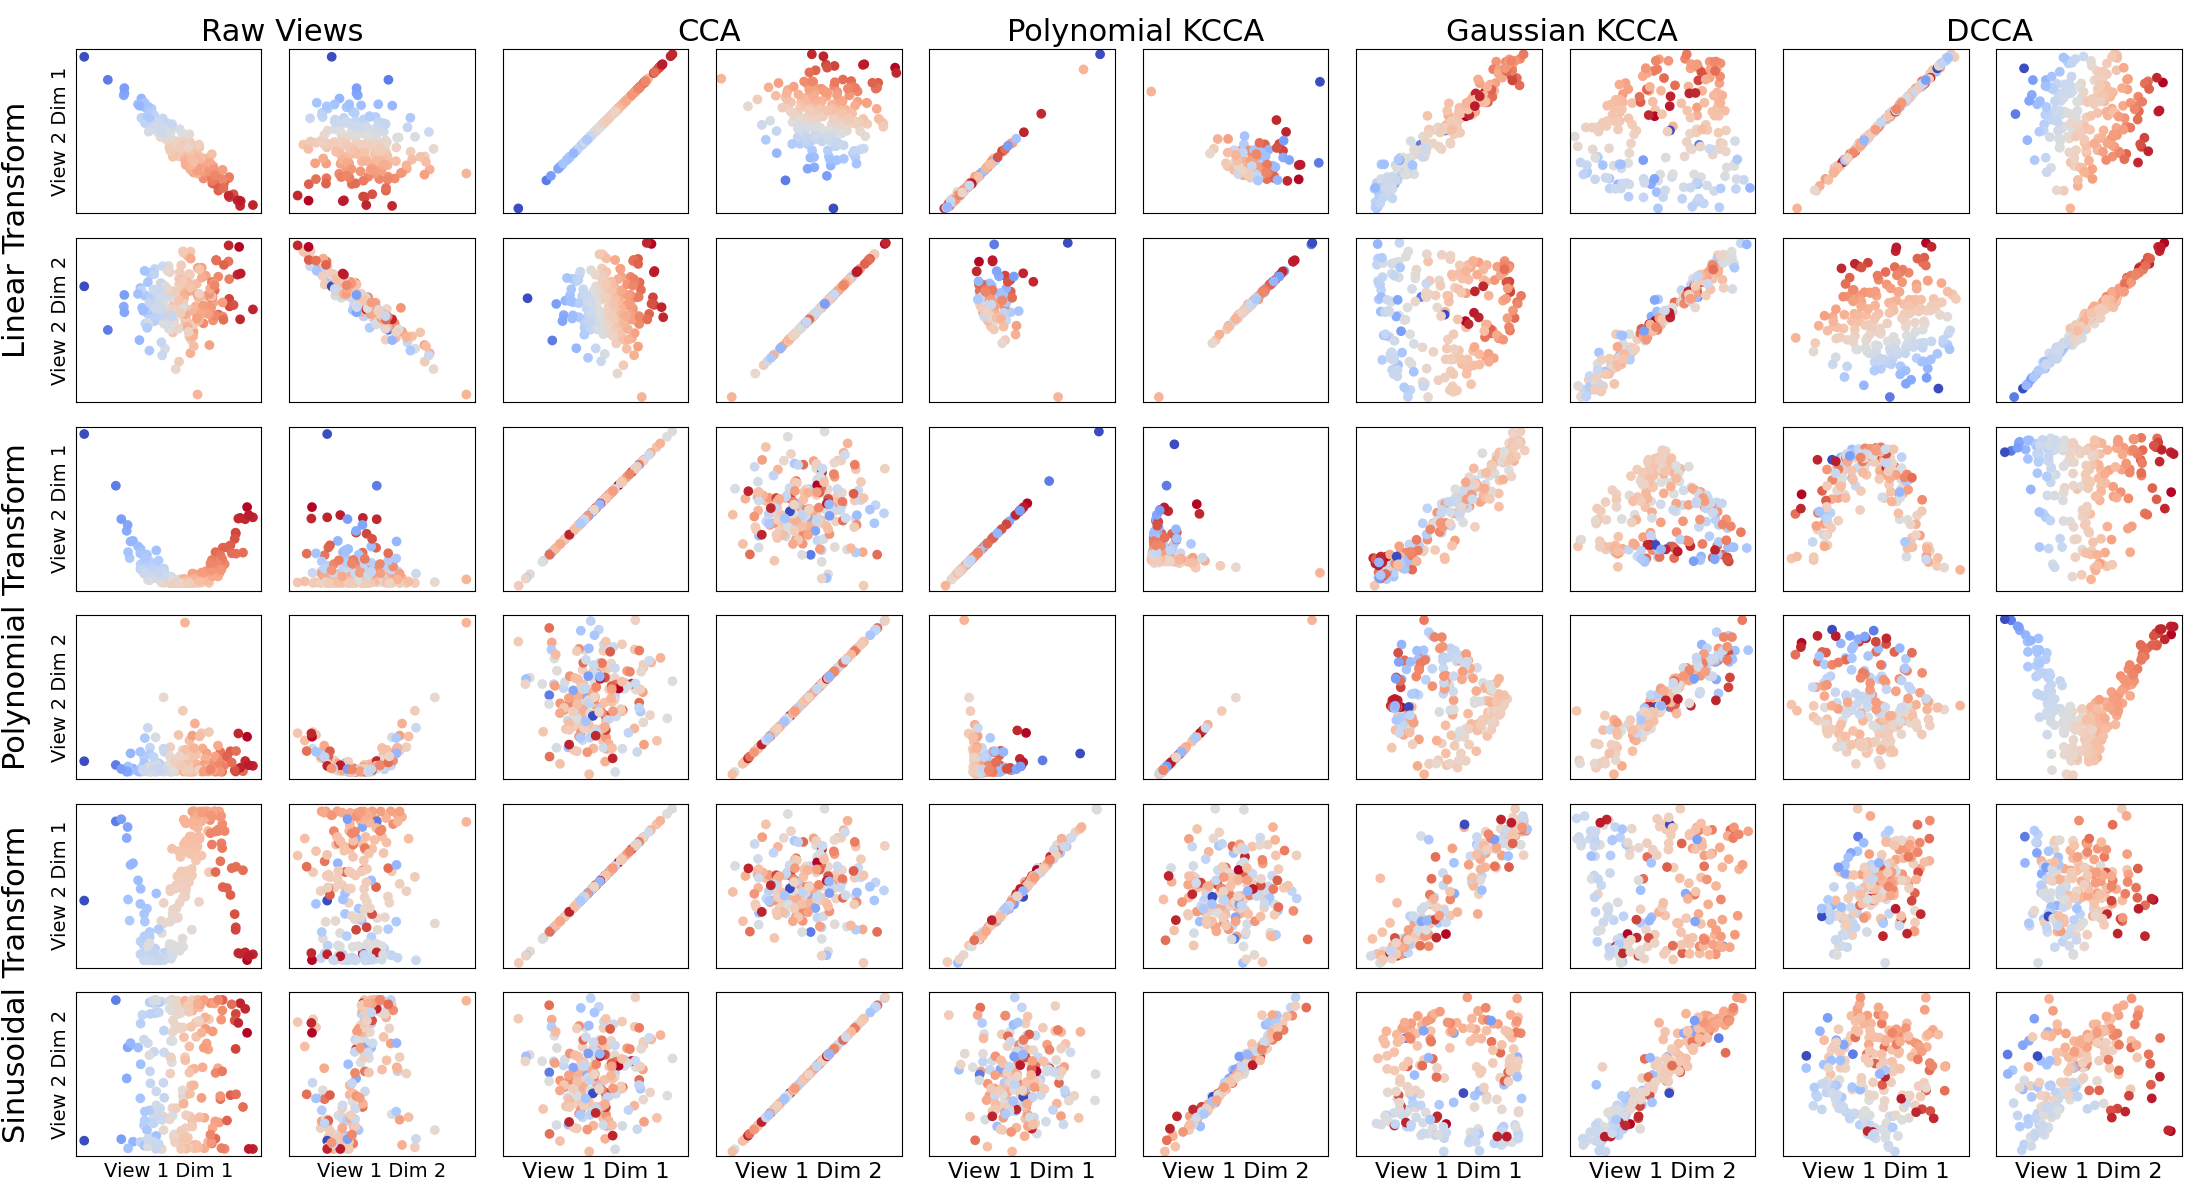 Raw Views
CCA
Polynomial KCCA
Gaussian KCCA
DCCA
Linear Transform
View 2 Dim 1
View 2 Dim 2
Polynomial Transform
View 2 Dim 1
View 2 Dim 2
Sinusoidal Transform
View 2 Dim 1
View 2 Dim 2
View 1 Dim 1
View 1 Dim 2
View 1 Dim 1
View 1 Dim 2
View 1 Dim 1
View 1 Dim 2
View 1 Dim 1
View 1 Dim 2
View 1 Dim 1
View 1 Dim 2